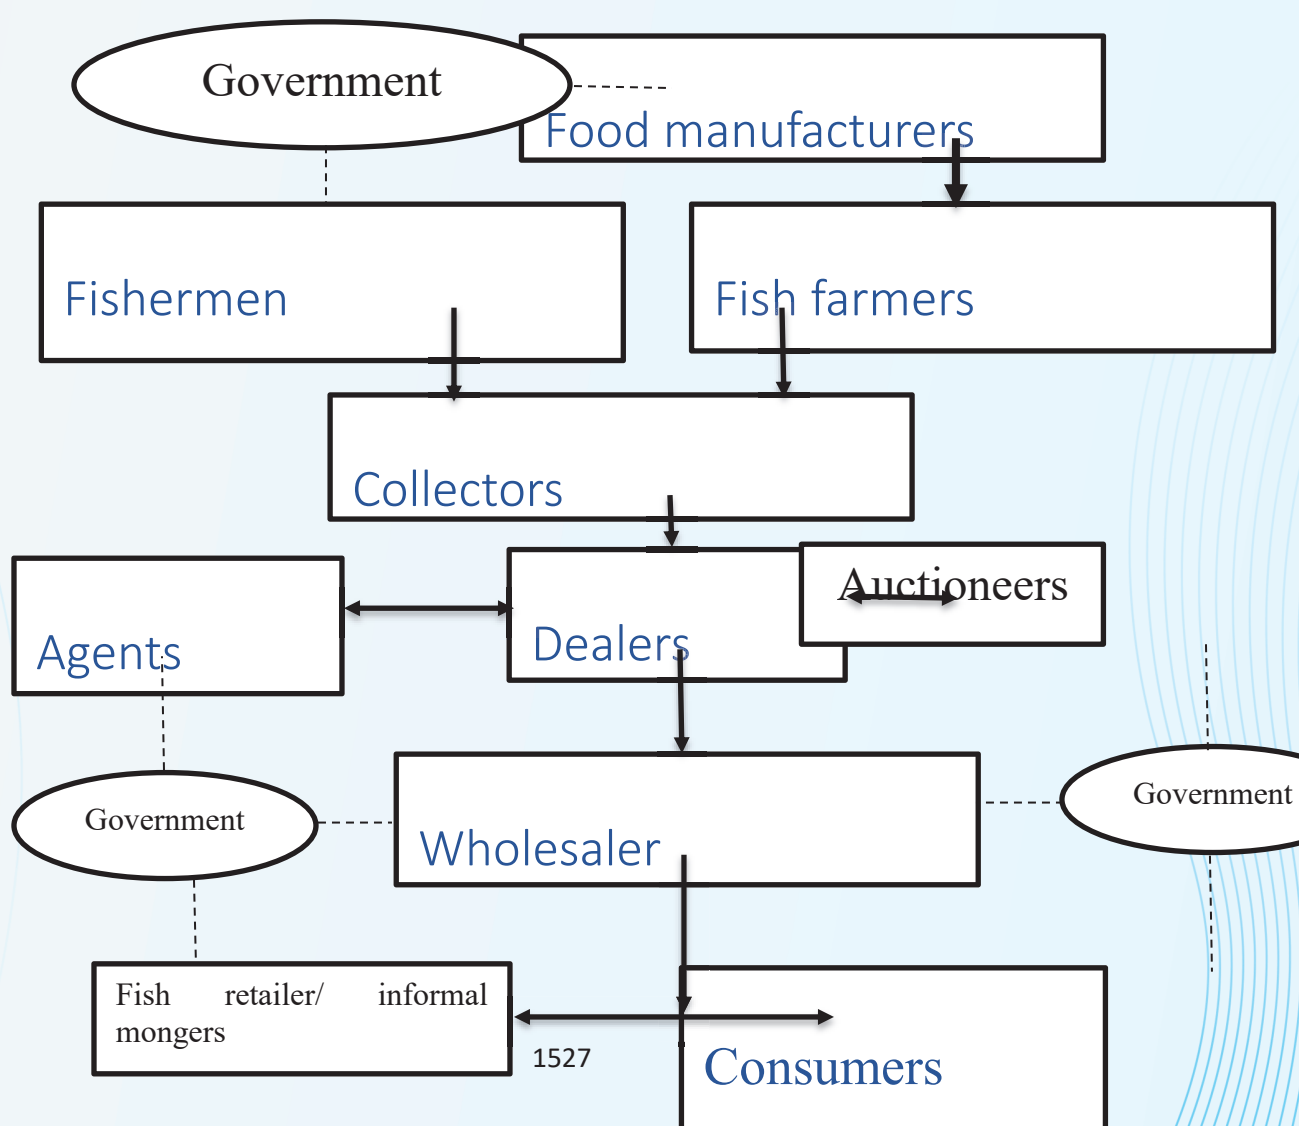 Government
Food manufacturers
Fishermen
Fish farmers
Collectors
Auctioneers
Agents
Dealers
Government
Government
Wholesaler
Fish retailer/ informal
mongers
1527
Consumers